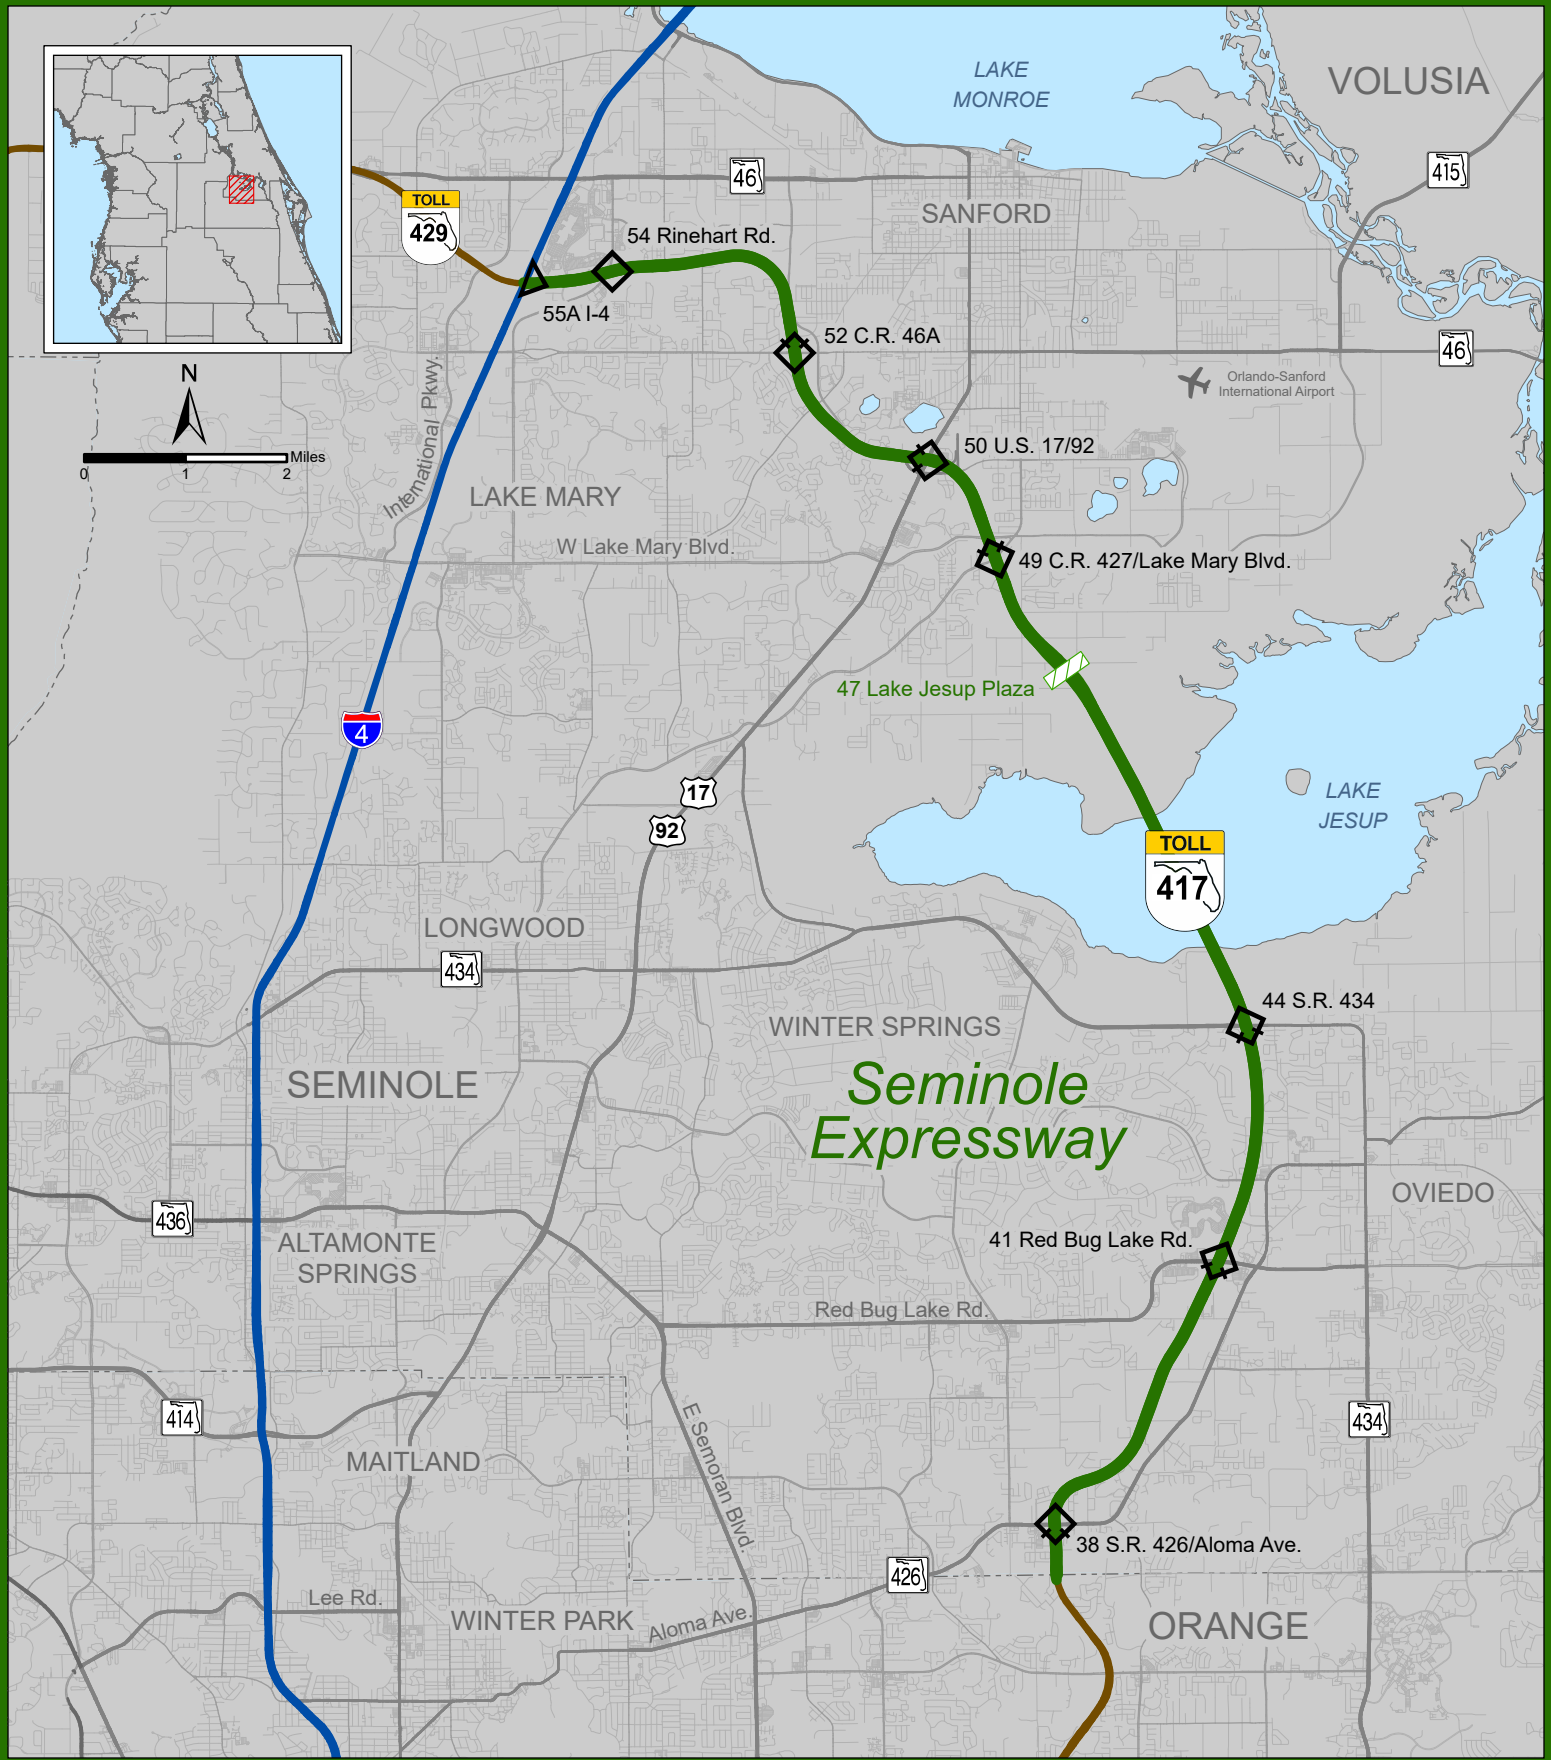 LAKE
MONROE
VOLUSIA
46
415
TOLL
429
SANFORD
54 Rinehart Rd.
55A I-4
52 C.R. 46A
46
Orlando-Sanford
International Airport
N
Miles
0
1
2
International Pkwy.
50 U.S. 17/92
LAKE MARY
W Lake Mary Blvd.
49 C.R. 427/Lake Mary Blvd.
47 Lake Jesup Plaza
4
17
92
LAKE
JESUP
TOLL
417
LONGWOOD
434
44 S.R. 434
WINTER SPRINGS
SEMINOLE
Seminole
Expressway
OVIEDO
436
ALTAMONTE
SPRINGS
41 Red Bug Lake Rd.
Red Bug Lake Rd.
414
434
MAITLAND
E Semoran Blvd.
38 S.R. 426/Aloma Ave.
426
Lee Rd.
WINTER PARK
Aloma Ave.
ORANGE